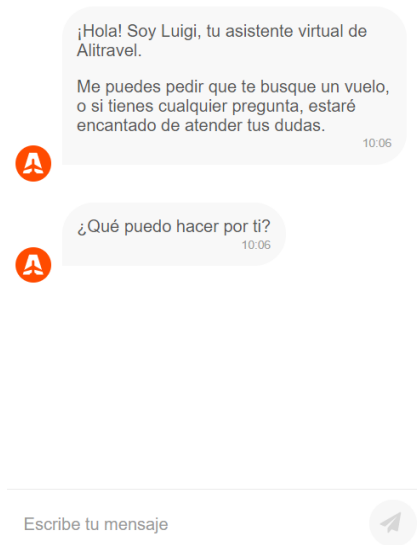 ¡Hola! Soy Luigi, tu asistente virtual de
Alitravel.
Me puedes pedir que te busque un vuelo,
o si tienes cualquier pregunta, estaré
encantado de atender tus dudas.
10:06
¿Qué puedo hacer por ti?
10:06
Escribe tu mensaje